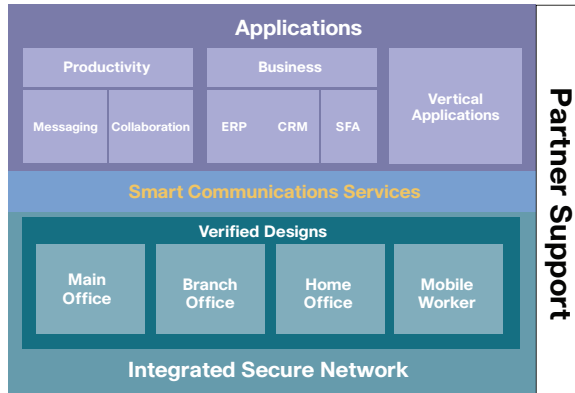 Applications
Productivity
Business
Vertical
Applications
Messaging
Collaboration
ERP
CRM
SFA
Smart Communications Services
Verified Designs
Main
Office
Branch
Office
Home
Office
Mobile
Worker
Integrated Secure Network
Partner Support